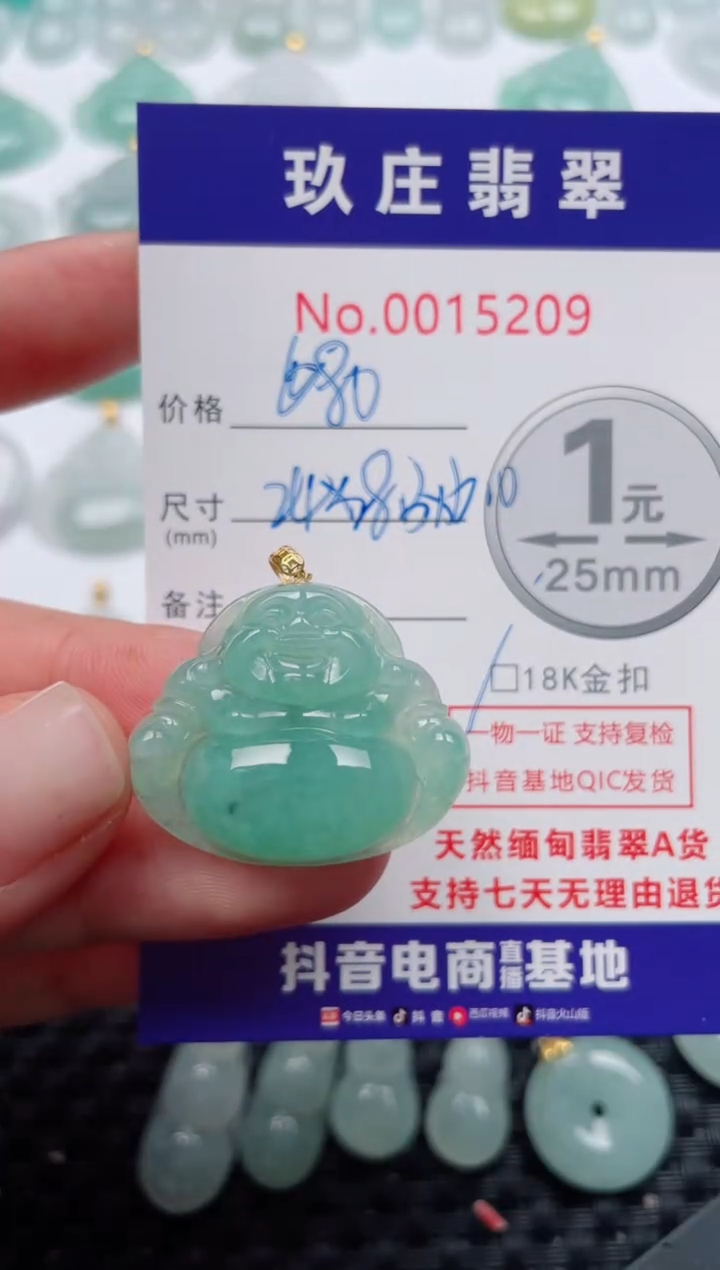 玖庄翡翠
No.0015209
价格 680
尺寸
(mm)
备注
1元
25mm
□18K金扣
一物一证 支持复检
抖音基地QIC发货
天然缅甸翡翠A货
支持七天无理由退货
抖音电商直播基地
今日头条 抖音 西瓜视频 抖音火山版